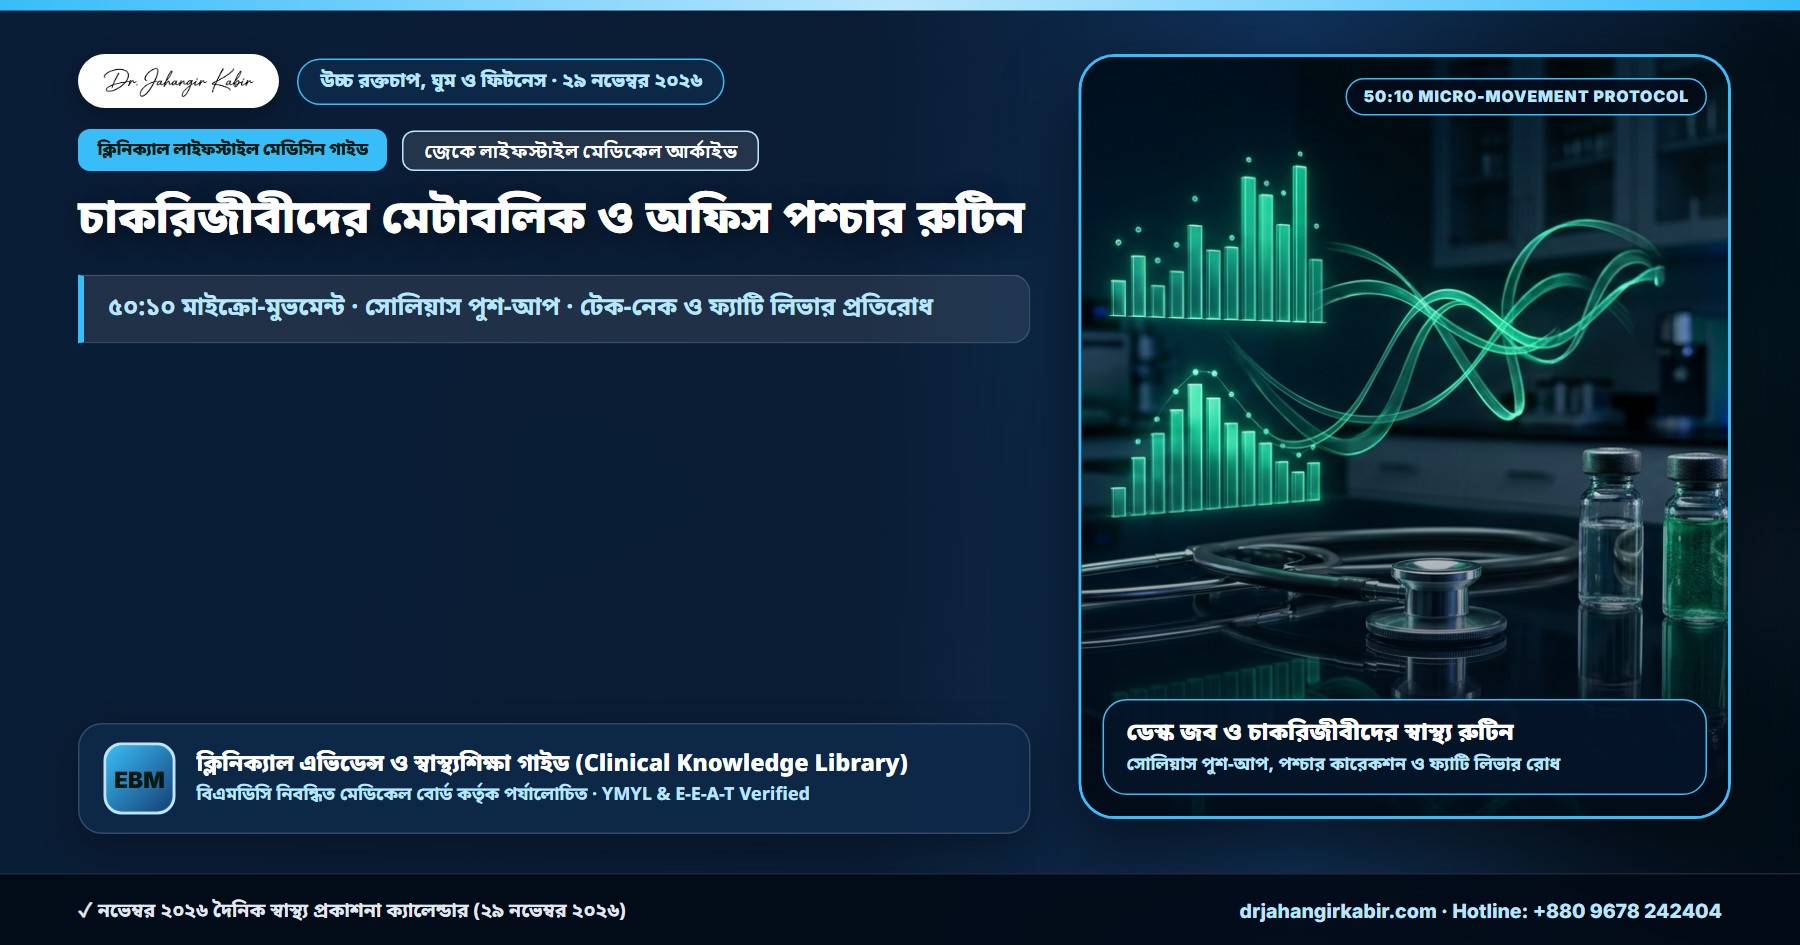 Dr. Jahangir Kabir
উচ্চ রক্তচাপ, ঘুম ও ফিটনেস · ২৯ নভেম্বর ২০২৬
ক্লিনিক্যাল লাইফস্টাইল মেডিসিন গাইড
জেকে লাইফস্টাইল মেডিকেল আর্কাইভ
চাকরিজীবীদের মেটাবলিক ও অফিস পশ্চার রুটিন
৫০:১০ মাইক্রো-মুভমেন্ট · সোলিয়াস পুশ-আপ · টেক-নেক ও ফ্যাটি লিভার প্রতিরোধ
EBM
ক্লিনিক্যাল এভিডেন্স ও স্বাস্থ্যশিক্ষা গাইড (Clinical Knowledge Library)
বিএমডিসি নিবন্ধিত মেডিকেল বোর্ড কর্তৃক পর্যালোচিত · YMYL & E-E-A-T Verified
50:10 MICRO-MOVEMENT PROTOCOL
ডেস্ক জব ও চাকরিজীবীদের স্বাস্থ্য রুটিন
সোলিয়াস পুশ-আপ, পশ্চার কারেকশন ও ফ্যাটি লিভার রোধ
✓ নভেম্বর ২০২৬ দৈনিক স্বাস্থ্য প্রকাশনা ক্যালেন্ডার (২৯ নভেম্বর ২০২৬)
drjahangirkabir.com · Hotline: +880 9678 242404